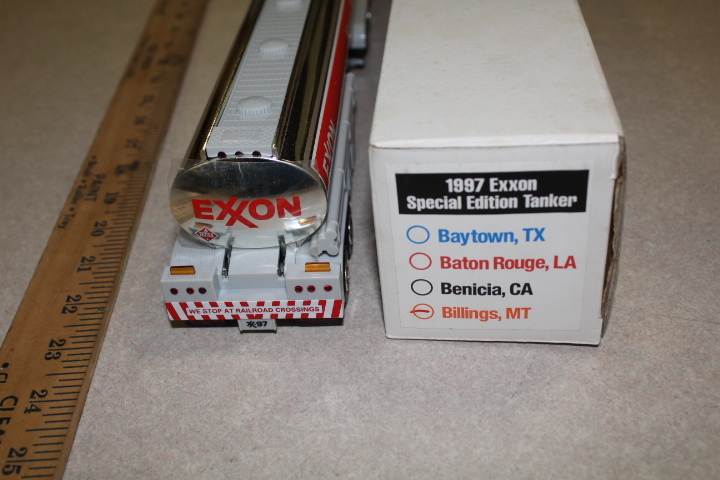 EXXON
EXXON
WE STOP AT RAILROAD CROSSINGS
1997 Exxon
Special Edition Tanker
Baytown, TX
Baton Rouge, LA
Benicia, CA
Billings, MT
PAINT
19
20
21
22
23
24
25